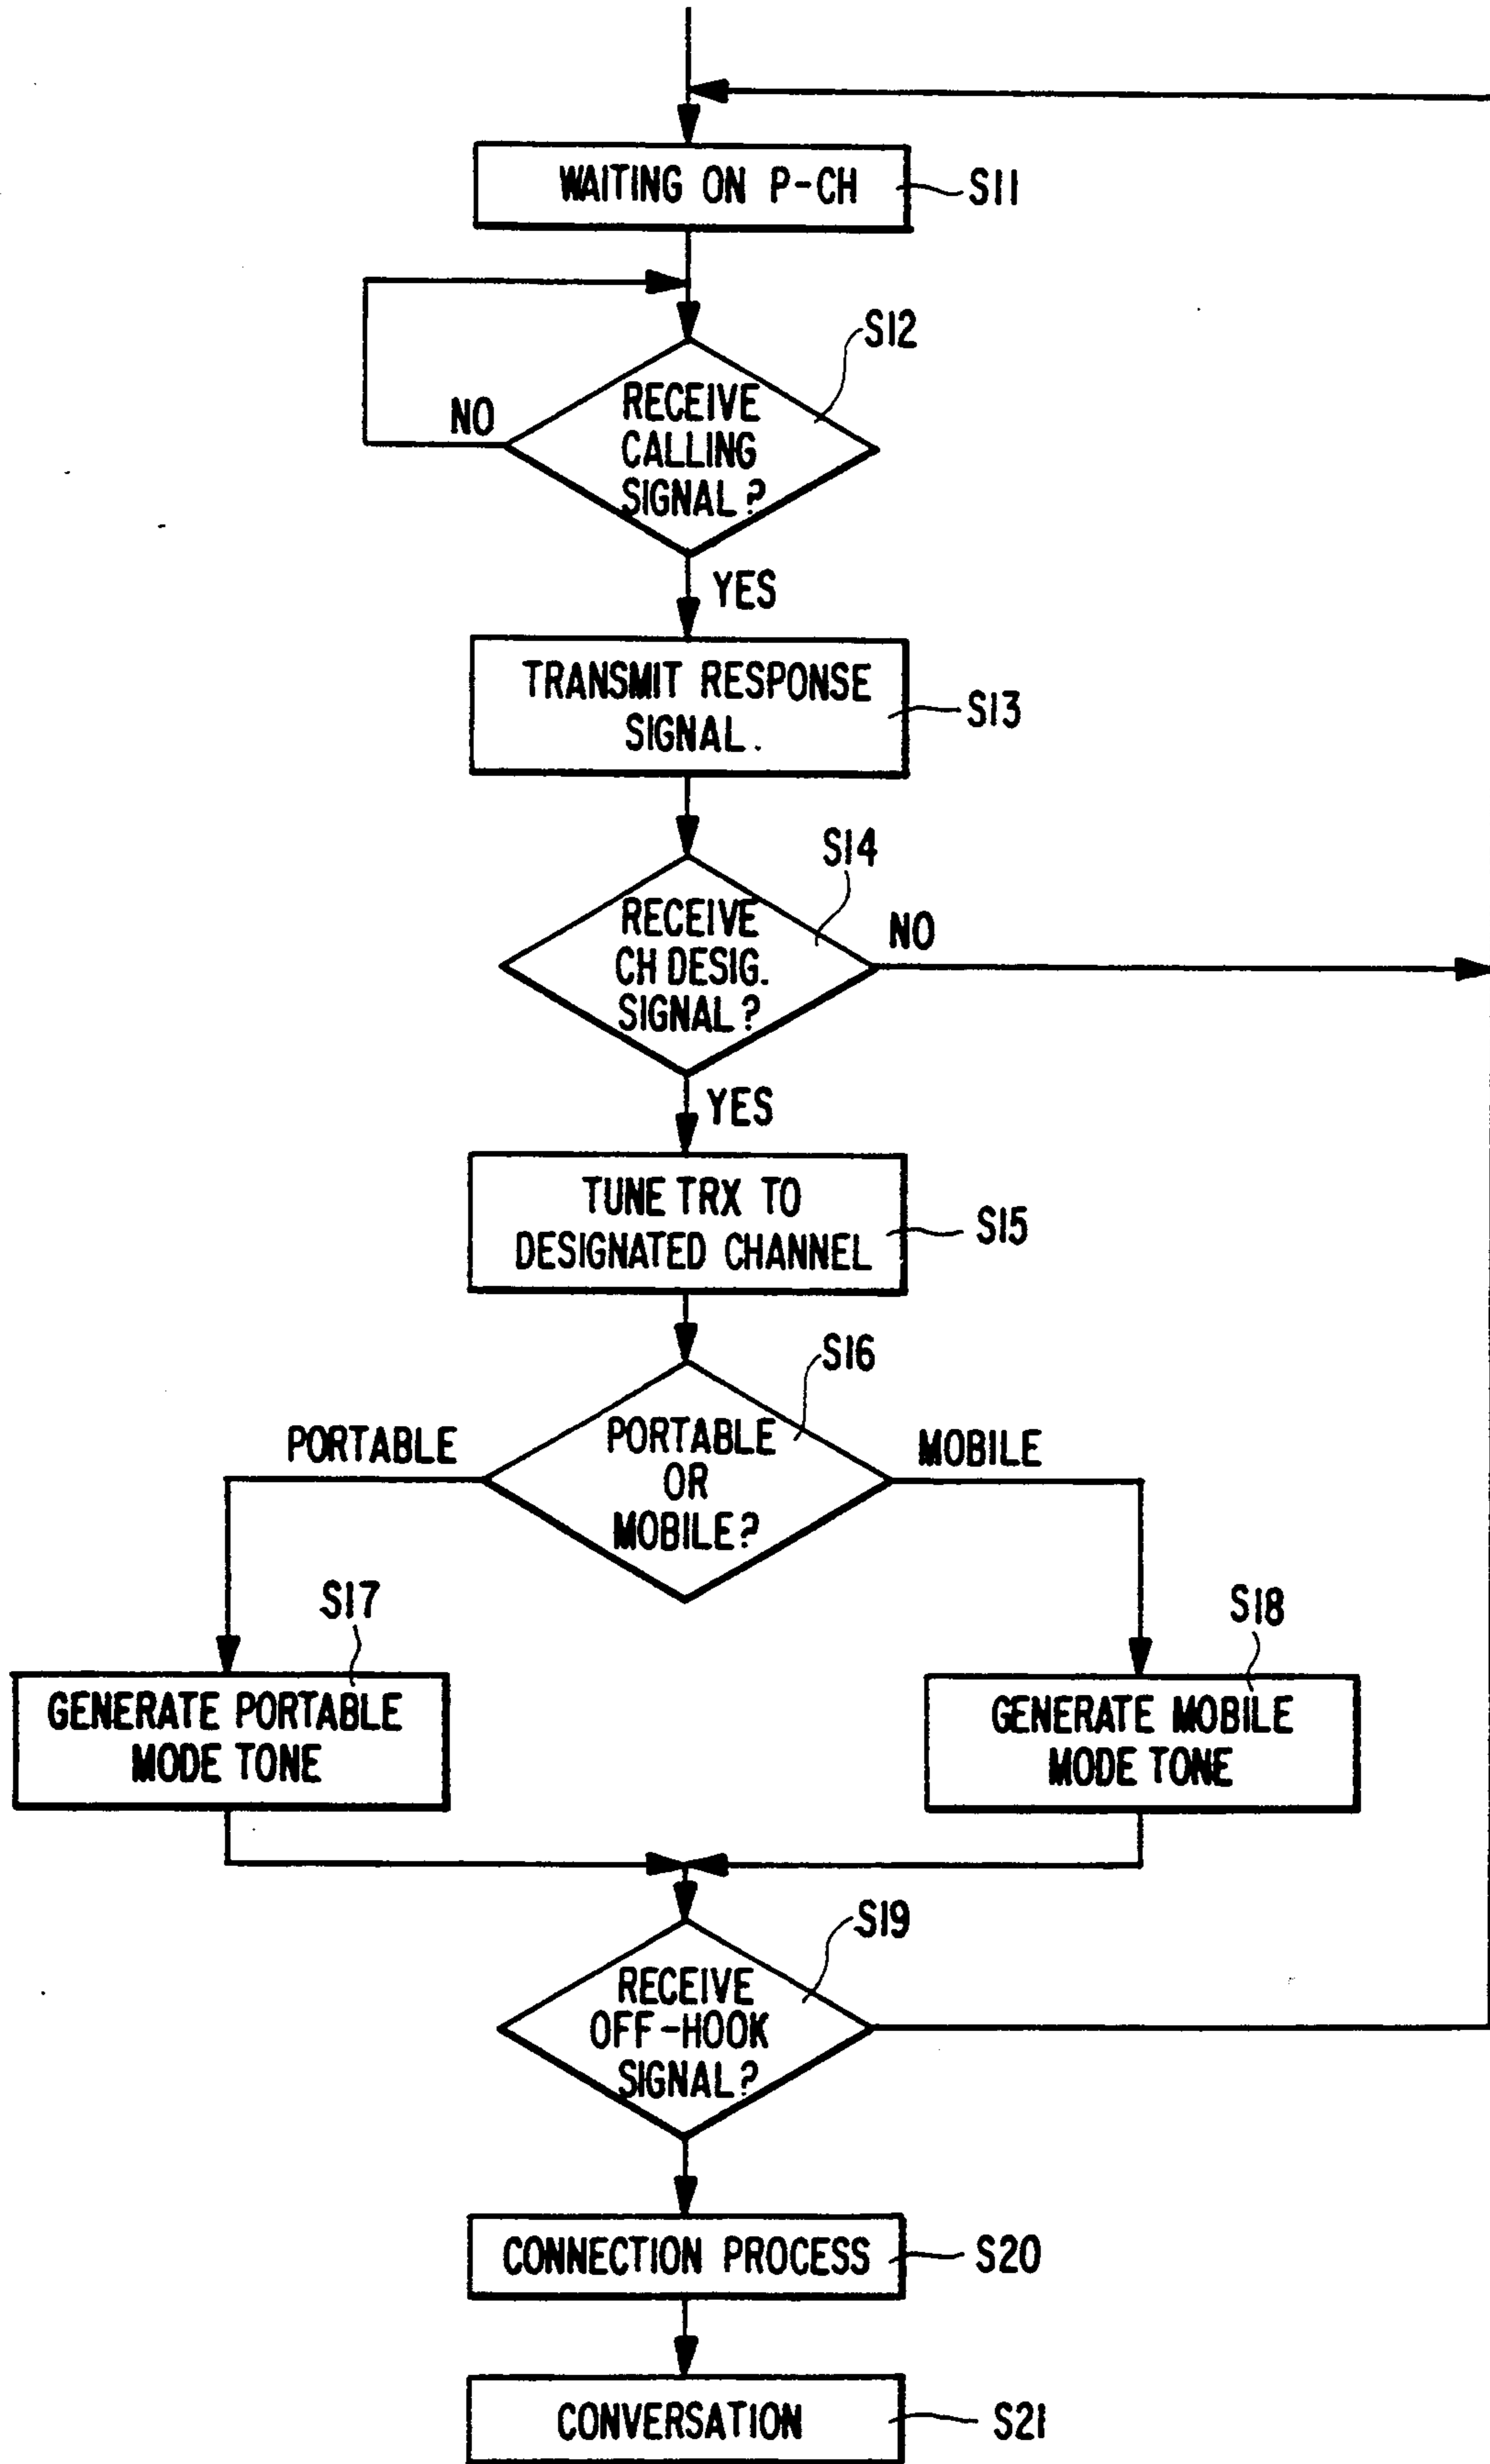 WAITING ON P-CH
S11
S12
RECEIVE
CALLING
SIGNAL?
NO
YES
TRANSMIT RESPONSE
SIGNAL.
S13
S14
RECEIVE
CH DESIG.
SIGNAL?
NO
YES
TUNE TRX TO
DESIGNATED CHANNEL
S15
S16
PORTABLE
PORTABLE
OR
MOBILE?
MOBILE
S17
GENERATE PORTABLE
MODE TONE
S18
GENERATE MOBILE
MODE TONE
S19
RECEIVE
OFF-HOOK
SIGNAL?
CONNECTION PROCESS
S20
CONVERSATION
S21